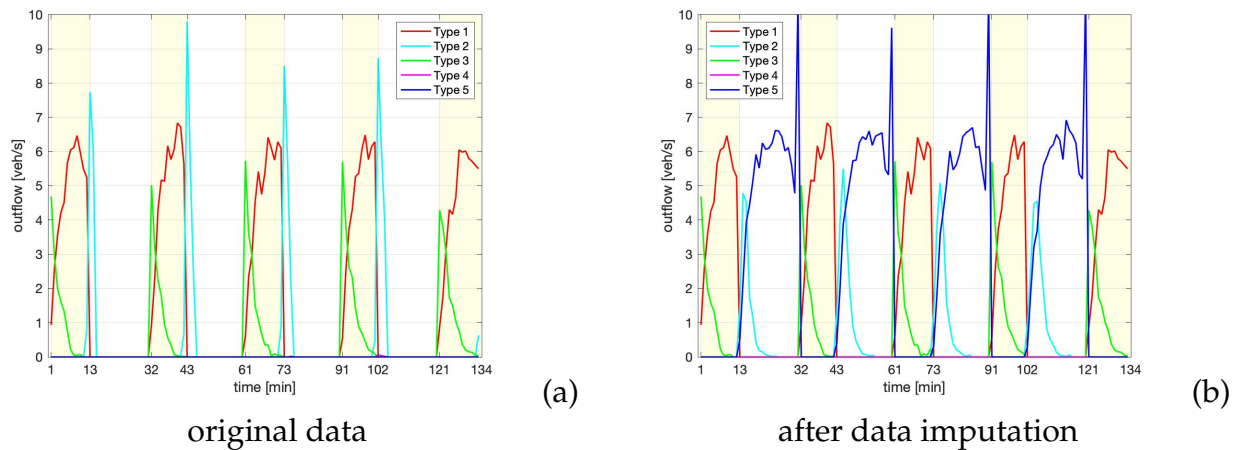 10
9
8
7
6
5
4
3
2
1
0
outflow [veh/s]
Type 1
Type 2
Type 3
Type 4
Type 5
1 13 32 43 61 73 91 102 121 134
time [min]
(a)
original data
10
9
8
7
6
5
4
3
2
1
0
outflow [veh/s]
Type 1
Type 2
Type 3
Type 4
Type 5
1 13 32 43 61 73 91 102 121 134
time [min]
(b)
after data imputation